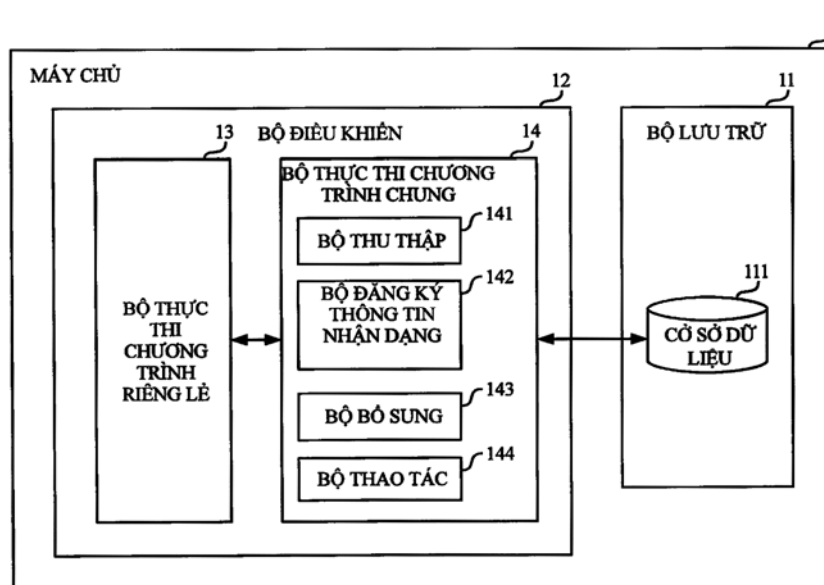 MÁY CHỦ
12
11
BỘ ĐIỀU KHIỂN
BỘ LƯU TRỮ
13
14
BỘ THỰC THI CHƯƠNG
TRÌNH CHUNG
141
BỘ THU THẬP
142
BỘ ĐĂNG KÝ
THÔNG TIN
NHẬN DẠNG
BỘ THỰC
THI
CHƯƠNG
TRÌNH
RIÊNG LẺ
111
CỞ SỞ DỮ
LIỆU
143
BỘ BỔ SUNG
144
BỘ THAO TÁC